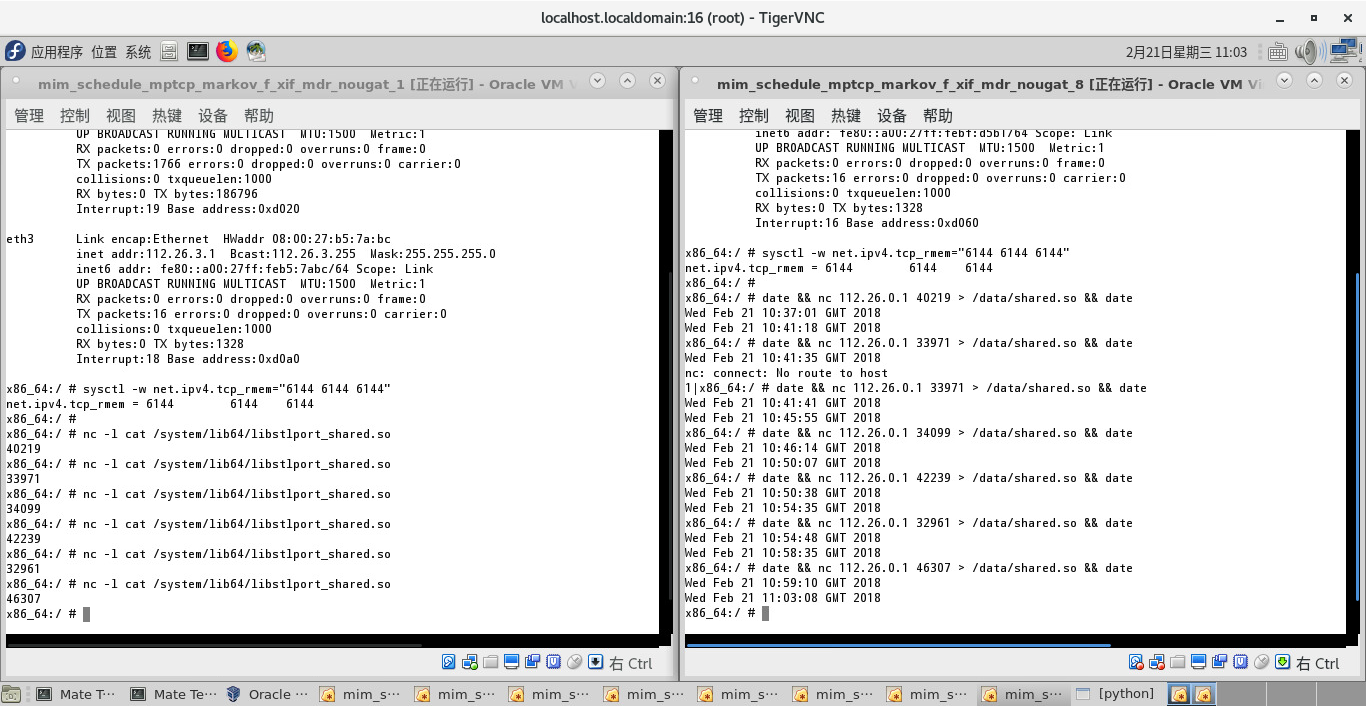 localhost.localdomain:16 (root) - TigerVNC
应用程序 位置 系统
2月21日星期三 11:03
mim_schedule_mptcp_markov_f_xif_mdr_nougat_1 [正在运行] - Oracle VM V
管理 控制 视图 热键 设备 帮助
UP BROADCAST RUNNING MULTICAST  MTU:1500  Metric:1
RX packets:0 errors:0 dropped:0 overruns:0 frame:0
TX packets:1766 errors:0 dropped:0 overruns:0 carrier:0
collisions:0 txqueuelen:1000
RX bytes:0 TX bytes:186796
Interrupt:19 Base address:0xd020
eth3      Link encap:Ethernet  HWaddr 08:00:27:b5:7a:bc
inet addr:112.26.3.1  Bcast:112.26.3.255  Mask:255.255.255.0
inet6 addr: fe80::a00:27ff:feb5:7abc/64 Scope: Link
UP BROADCAST RUNNING MULTICAST  MTU:1500  Metric:1
RX packets:0 errors:0 dropped:0 overruns:0 frame:0
TX packets:16 errors:0 dropped:0 overruns:0 carrier:0
collisions:0 txqueuelen:1000
RX bytes:0 TX bytes:1328
Interrupt:18 Base address:0xd0a0
x86_64:/ # sysctl -w net.ipv4.tcp_rmem="6144 6144 6144"
net.ipv4.tcp_rmem = 6144        6144    6144
x86_64:/ #
x86_64:/ # nc -l cat /system/lib64/libstlport_shared.so
40219
x86_64:/ # nc -l cat /system/lib64/libstlport_shared.so
33971
x86_64:/ # nc -l cat /system/lib64/libstlport_shared.so
34099
x86_64:/ # nc -l cat /system/lib64/libstlport_shared.so
42239
x86_64:/ # nc -l cat /system/lib64/libstlport_shared.so
32961
x86_64:/ # nc -l cat /system/lib64/libstlport_shared.so
46307
x86_64:/ #
右 Ctrl
mim_schedule_mptcp_markov_f_xif_mdr_nougat_8 [正在运行] - Oracle VM Vi
管理 控制 视图 热键 设备 帮助
inet6 addr: fe80::a00:27ff:febf:d5b1/64 Scope: Link
UP BROADCAST RUNNING MULTICAST  MTU:1500  Metric:1
RX packets:0 errors:0 dropped:0 overruns:0 frame:0
TX packets:16 errors:0 dropped:0 overruns:0 carrier:0
collisions:0 txqueuelen:1000
RX bytes:0 TX bytes:1328
Interrupt:16 Base address:0xd060
x86_64:/ # sysctl -w net.ipv4.tcp_rmem="6144 6144 6144"
net.ipv4.tcp_rmem = 6144        6144    6144
x86_64:/ #
x86_64:/ # date && nc 112.26.0.1 40219 > /data/shared.so && date
Wed Feb 21 10:37:01 GMT 2018
Wed Feb 21 10:41:18 GMT 2018
x86_64:/ # date && nc 112.26.0.1 33971 > /data/shared.so && date
Wed Feb 21 10:41:35 GMT 2018
nc: connect: No route to host
1|x86_64:/ # date && nc 112.26.0.1 33971 > /data/shared.so && date
Wed Feb 21 10:41:41 GMT 2018
Wed Feb 21 10:45:55 GMT 2018
x86_64:/ # date && nc 112.26.0.1 34099 > /data/shared.so && date
Wed Feb 21 10:46:14 GMT 2018
Wed Feb 21 10:50:07 GMT 2018
x86_64:/ # date && nc 112.26.0.1 42239 > /data/shared.so && date
Wed Feb 21 10:50:38 GMT 2018
Wed Feb 21 10:54:35 GMT 2018
x86_64:/ # date && nc 112.26.0.1 32961 > /data/shared.so && date
Wed Feb 21 10:54:48 GMT 2018
Wed Feb 21 10:58:35 GMT 2018
x86_64:/ # date && nc 112.26.0.1 46307 > /data/shared.so && date
Wed Feb 21 10:59:10 GMT 2018
Wed Feb 21 11:03:08 GMT 2018
x86_64:/ #
右 Ctrl
Mate T··· Mate Te··· Oracle ··· mim_s··· mim_s··· mim_s··· mim_s··· mim_s··· mim_s··· mim_s··· mim_s··· [python]